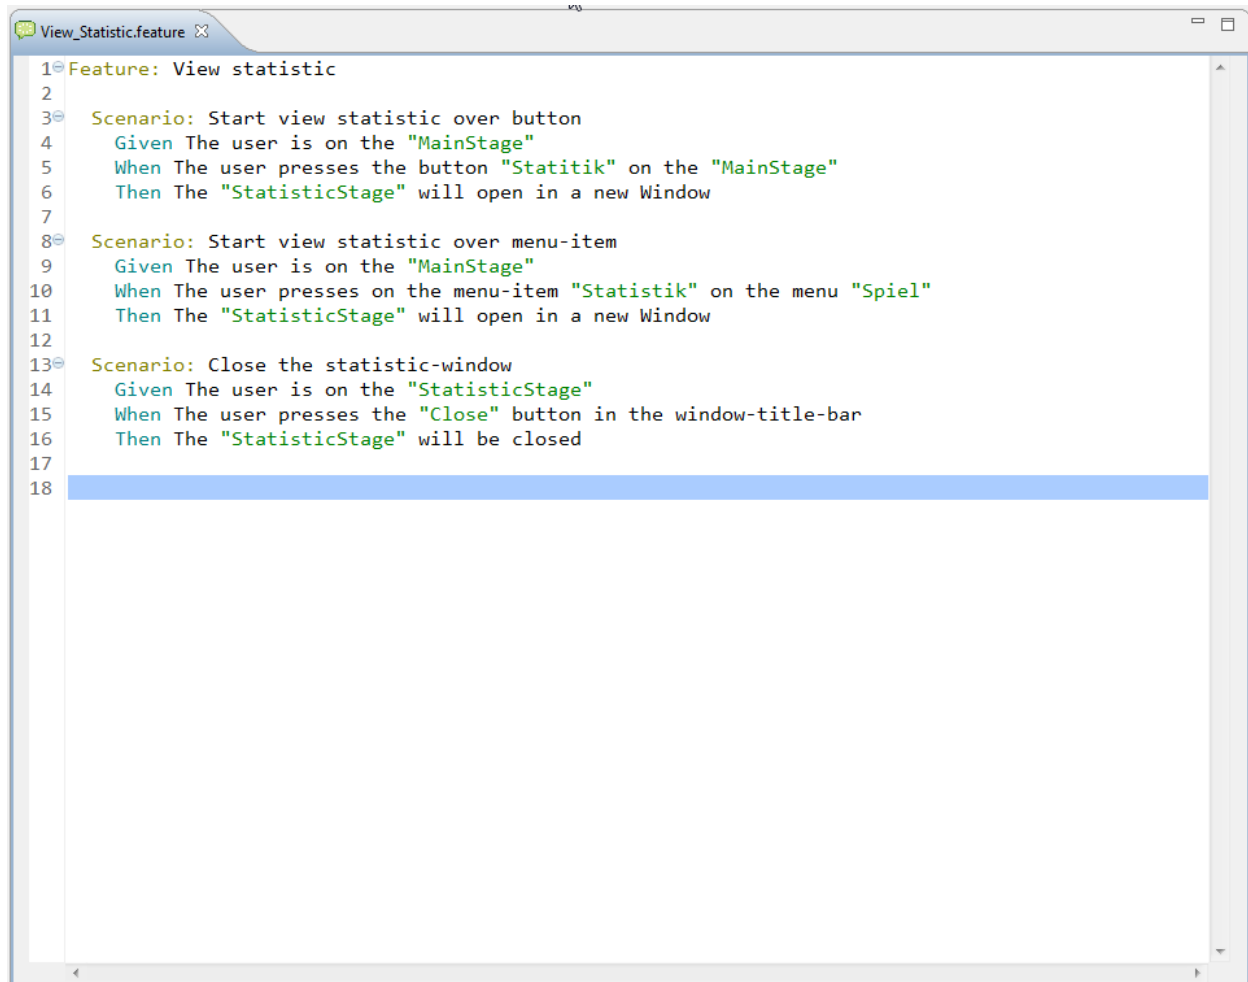 View_Statistic.feature
1 Feature: View statistic
2
3 Scenario: Start view statistic over button
4 Given The user is on the "MainStage"
5 When The user presses the button "Statitik" on the "MainStage"
6 Then The "StatisticStage" will open in a new Window
7
8 Scenario: Start view statistic over menu-item
9 Given The user is on the "MainStage"
10 When The user presses on the menu-item "Statistik" on the menu "Spiel"
11 Then The "StatisticStage" will open in a new Window
12
13 Scenario: Close the statistic-window
14 Given The user is on the "StatisticStage"
15 When The user presses the "Close" button in the window-title-bar
16 Then The "StatisticStage" will be closed
17
18